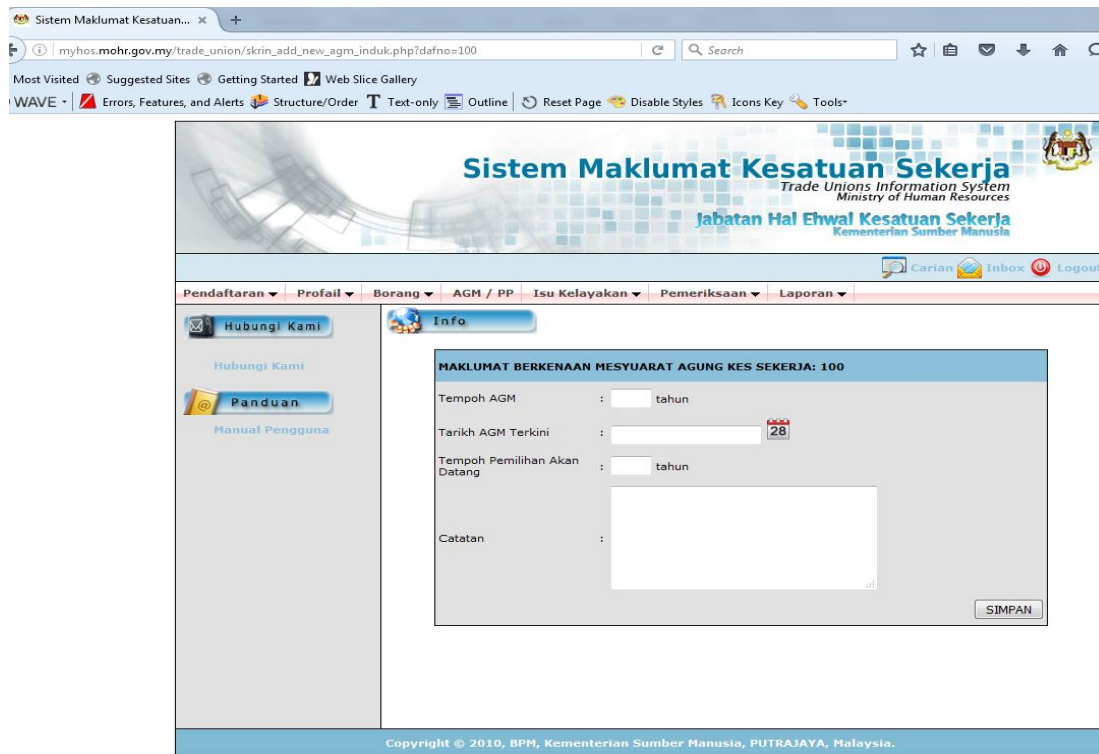 Sistem Maklumat Kesatuan... × +
myhos.mohr.gov.my/trade_union/skrin_add_new_agm_induk.php?dafno=100 Search
Most Visited Suggested Sites Getting Started Web Slice Gallery
WAVE Errors, Features, and Alerts Structure/Order Text-only Outline Reset Page Disable Styles Icons Key Tools
Sistem Maklumat Kesatuan Sekerja
Trade Unions Information System
Ministry of Human Resources
Jabatan Hal Ehwal Kesatuan Sekerja
Kementerian Sumber Manusia
Carian Inbox Logout
Pendaftaran Profail Borang AGM / PP Isu Kelayakan Pemeriksaan Laporan
Hubungi Kami
Info
Hubungi Kami
Panduan
Manual Pengguna
MAKLUMAT BERKENAAN MESYUARAT AGUNG KES SEKERJA: 100
Tempoh AGM : tahun
Tarikh AGM Terkini : 28
Tempoh Pemilihan Akan
Datang : tahun
Catatan :
SIMPAN
Copyright © 2010, BPM, Kementerian Sumber Manusia, PUTRAJAYA, Malaysia.